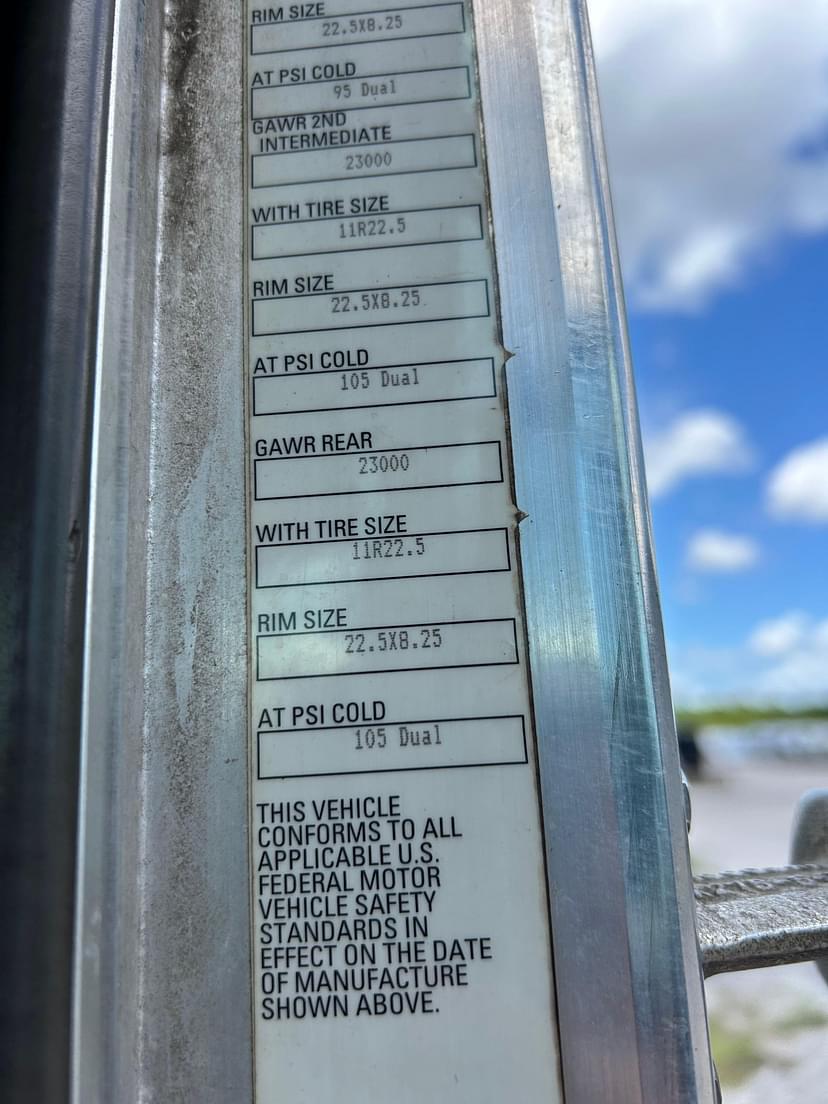 RIM SIZE
22.5X8.25
AT PSI COLD
95 Dual
GAWR 2ND
INTERMEDIATE
23000
WITH TIRE SIZE
11R22.5
RIM SIZE
22.5X8.25
AT PSI COLD
105 Dual
GAWR REAR
23000
WITH TIRE SIZE
11R22.5
RIM SIZE
22.5X8.25
AT PSI COLD
105 Dual
THIS VEHICLE
CONFORMS TO ALL
APPLICABLE U.S.
FEDERAL MOTOR
VEHICLE SAFETY
STANDARDS IN
EFFECT ON THE DATE
OF MANUFACTURE
SHOWN ABOVE.